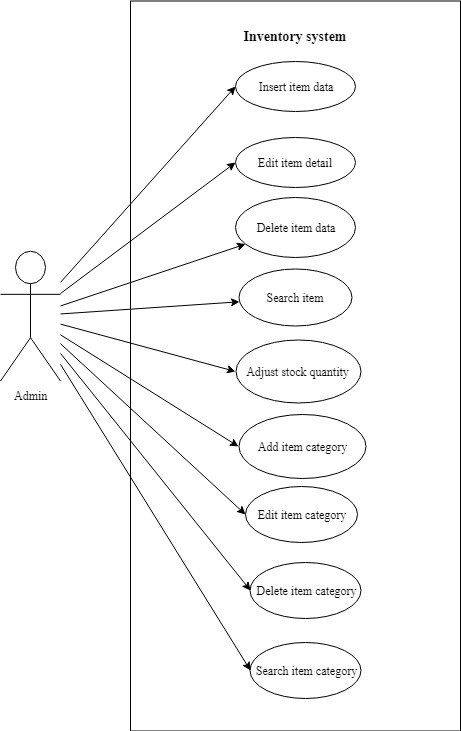 Inventory system
Insert item data
Edit item detail
Delete item data
Search item
Adjust stock quantity
Admin
Add item category
Edit item category
Delete item category
Search item category